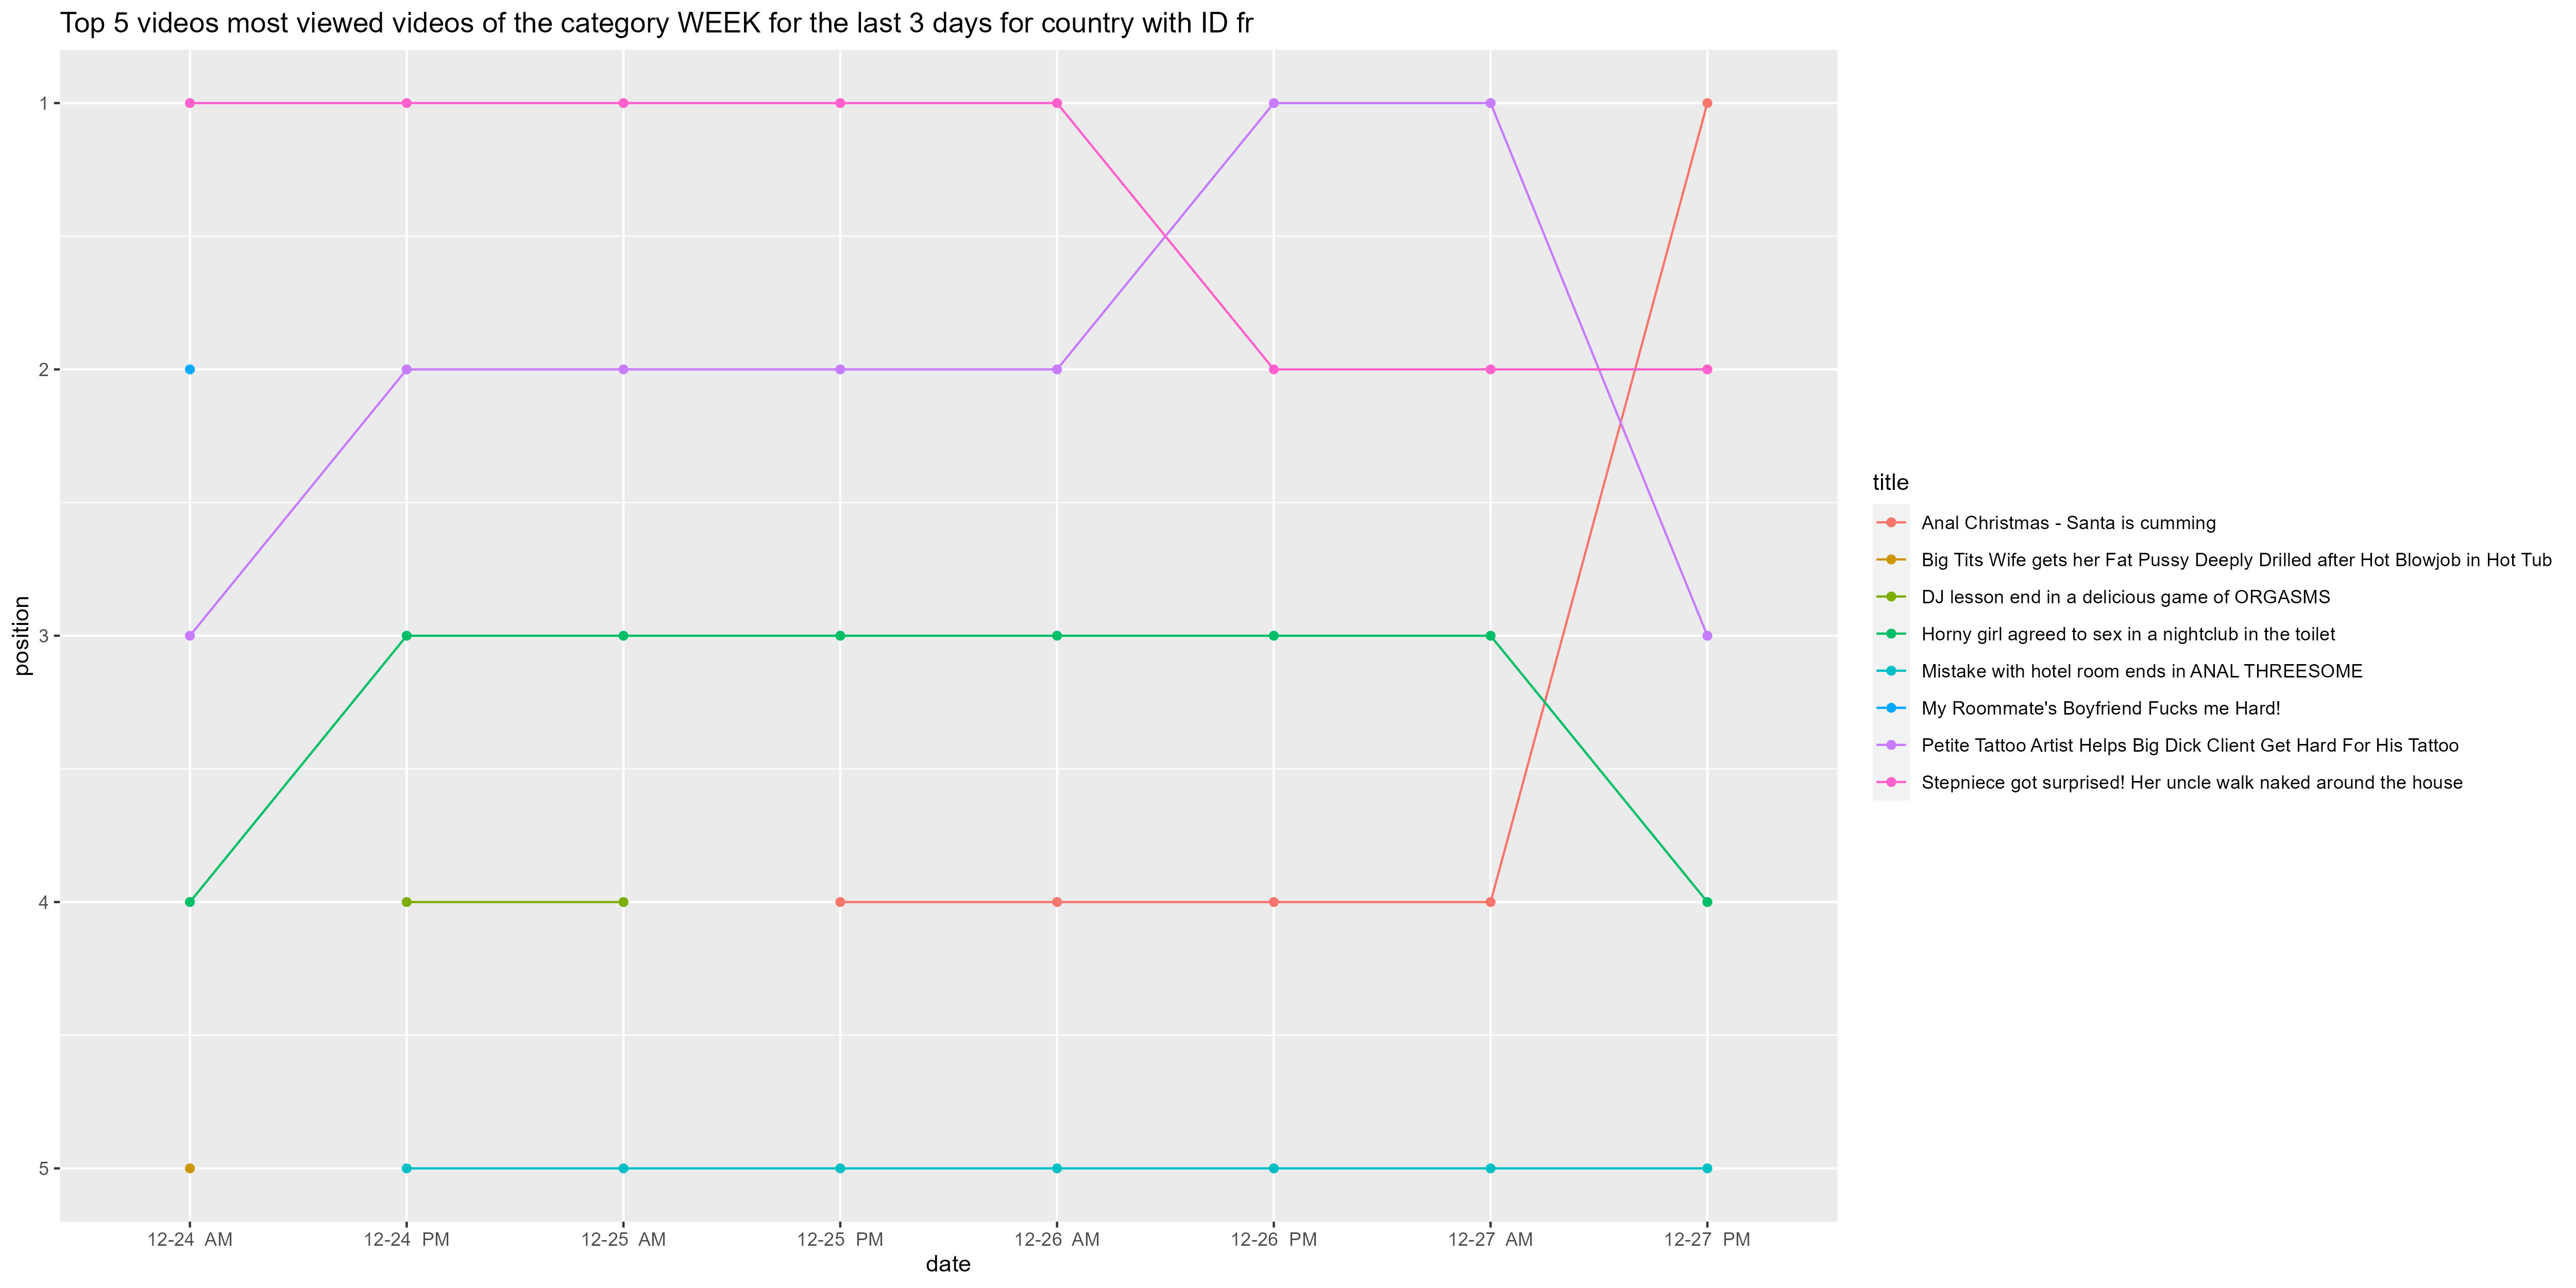 Top 5 videos most viewed videos of the category WEEK for the last 3 days for country with ID fr
position
1
2
3
4
5
12-24  AM
12-24  PM
12-25  AM
12-25  PM
12-26  AM
12-26  PM
12-27  AM
12-27  PM
date
title
Anal Christmas - Santa is cumming
Big Tits Wife gets her Fat Pussy Deeply Drilled after Hot Blowjob in Hot Tub
DJ lesson end in a delicious game of ORGASMS
Horny girl agreed to sex in a nightclub in the toilet
Mistake with hotel room ends in ANAL THREESOME
My Roommate's Boyfriend Fucks me Hard!
Petite Tattoo Artist Helps Big Dick Client Get Hard For His Tattoo
Stepniece got surprised! Her uncle walk naked around the house